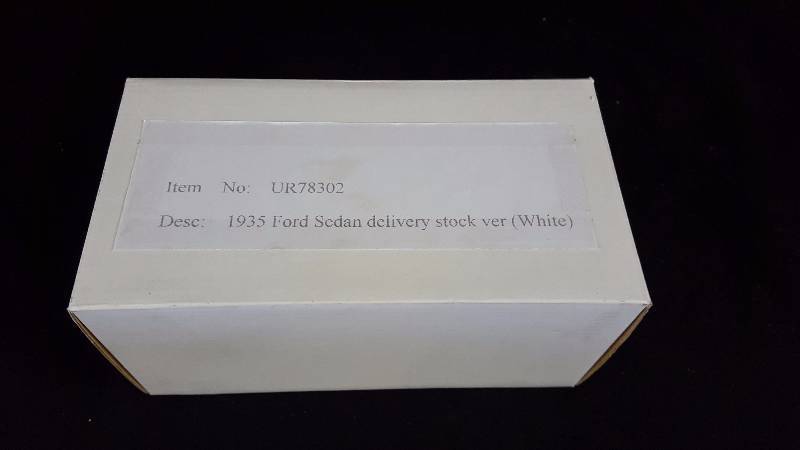 Item No: UR78302
Desc: 1935 Ford Sedan delivery stock ver (White)